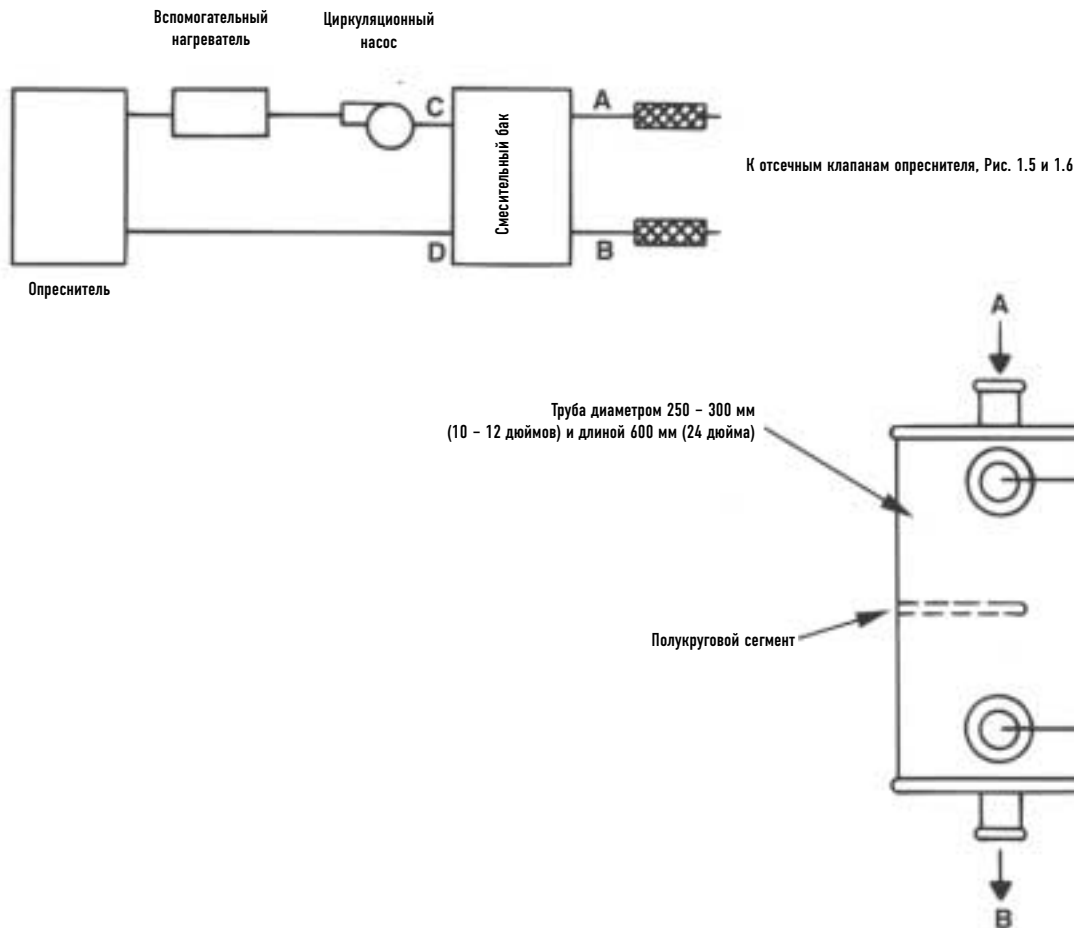 Вспомогательный
нагреватель
Циркуляционный
насос
C
A
Смесительный бак
К отсечным клапанам опреснителя, Рис. 1.5 и 1.6
D
B
Опреснитель
A
Труба диаметром 250 – 300 мм
(10 – 12 дюймов) и длиной 600 мм (24 дюйма)
Полукруговой сегмент
B